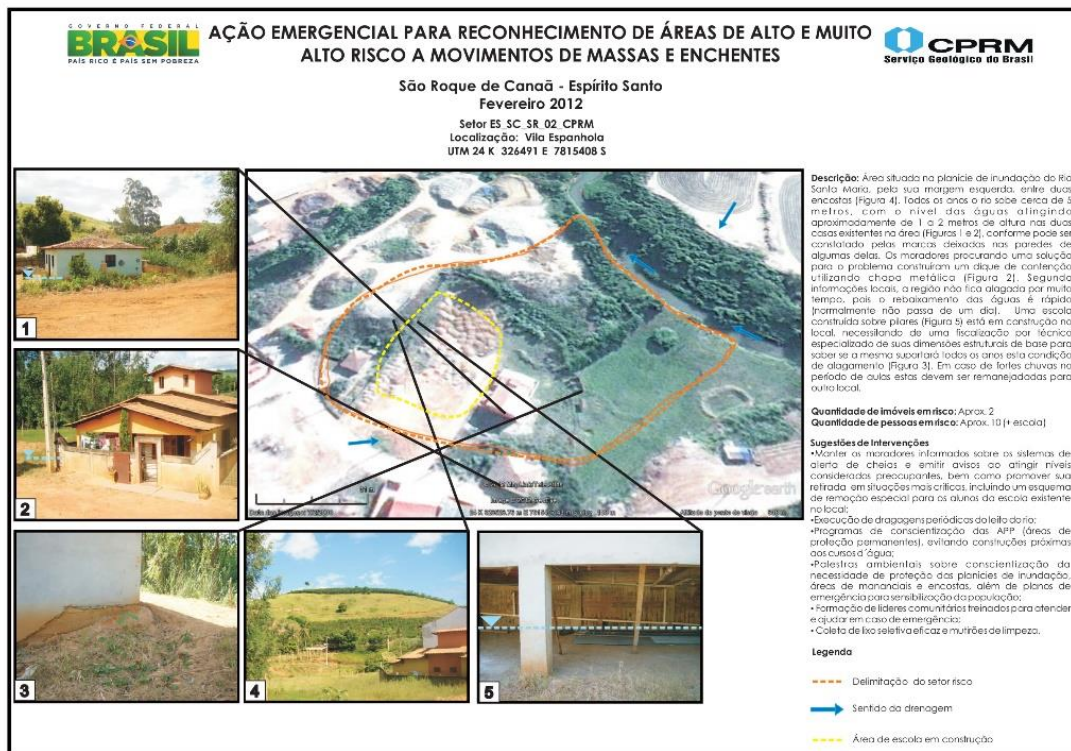 GOVERNO FEDERAL
BRASIL
PAÍS RICO É PAÍS SEM POBREZA
AÇÃO EMERGENCIAL PARA RECONHECIMENTO DE ÁREAS DE ALTO E MUITO
ALTO RISCO A MOVIMENTOS DE MASSAS E ENCHENTES
CPRM
Serviço Geológico do Brasil
São Roque de Canaã - Espírito Santo
Fevereiro 2012
Setor ES_SC_SR_02_CPRM
Localização: Vila Espanhola
UTM 24 K 326491 E 7815408 S
1
2
3
4
5
Google earth
Descrição: Área situada na planície de inundação do Rio
Santa Maria, pela sua margem esquerda, entre duas
encostas (Figura 4). Todos os anos o rio sobe cerca de 5
metros, com o nível das águas atingindo
aproximadamente de 1 a 2 metros de altura nas duas
casas existentes na área (Figuras 1 e 2), conforme pode ser
constatado pelas marcas deixadas nas paredes de
algumas delas. Os moradores procurando uma solução
para o problema construíram um dique de contenção
utilizando chapa metálica (Figura 2). Segundo
informações locais, a região não fica alagada por muito
tempo, pois o rebaixamento das águas é rápido
(normalmente não passa de um dia). Uma escola
construída sobre pilares (Figura 5) está em construção no
local, necessitando de uma fiscalização por técnico
especializado de suas dimensões estruturais de base para
saber se a mesma suportará todos os anos esta condição
de alagamento (Figura 3). Em caso de fortes chuvas no
período de aulas estas devem ser remanejadadas para
outro local.
Quantidade de imóveis em risco: Aprox. 2
Quantidade de pessoas em risco: Aprox. 10 (+ escola)
Sugestões de Intervenções
•Manter os moradores informados sobre os sistemas de
alerta de cheias e emitir avisos ao atingir níveis
considerados preocupantes, bem como promover sua
retirada em situações mais críticas, incluindo um esquema
de remoção especial para os alunos da escola existente
no local;
•Execução de dragagens periódicas do leito do rio;
•Programas de conscientização das APP (áreas de
proteção permanentes), evitando construções próximas
aos cursos d´água;
•Palestras ambientais sobre conscientização da
necessidade de proteção das planícies de inundação,
áreas de mananciais e encostas, além de planos de
emergência para sensibilização da população;
•Formação de líderes comunitários treinados para atender
e ajudar em caso de emergência;
•Coleta de lixo seletiva eficaz e mutirões de limpeza.
Legenda
Delimitação do setor risco
Sentido da drenagem
Área de escola em construção